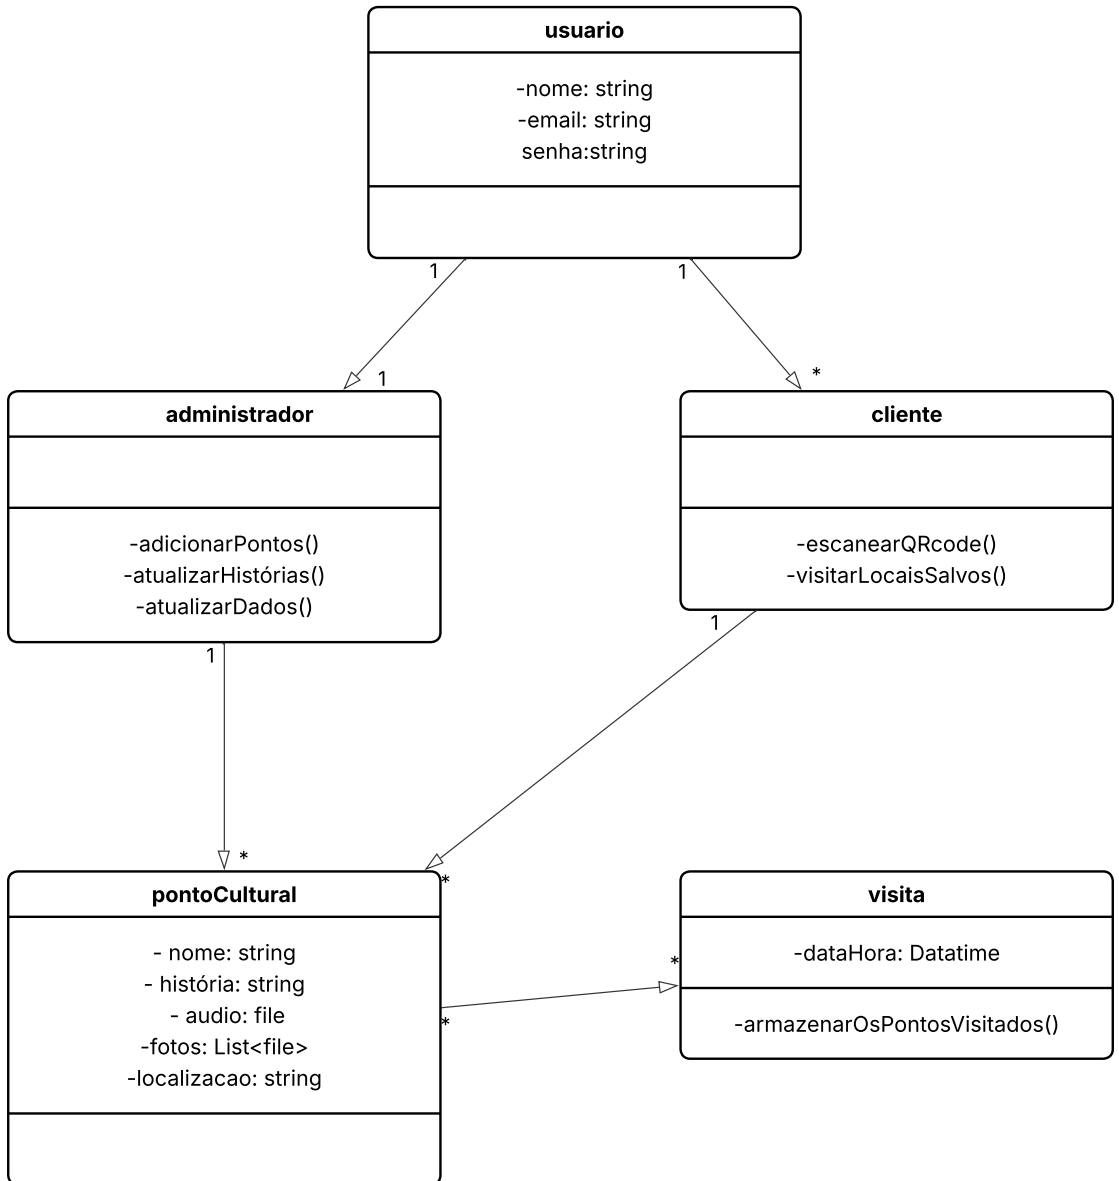 usuario
-nome: string
-email: string
senha:string
1
1
1
*
administrador
-adicionarPontos()
-atualizarHistórias()
-atualizarDados()
cliente
-escanearQRcode()
-visitarLocaisSalvos()
1
1
*
*
pontoCultural
- nome: string
- história: string
- audio: file
-fotos: List<file>
-localizacao: string
*
*
visita
-dataHora: Datatime
-armazenarOsPontosVisitados()